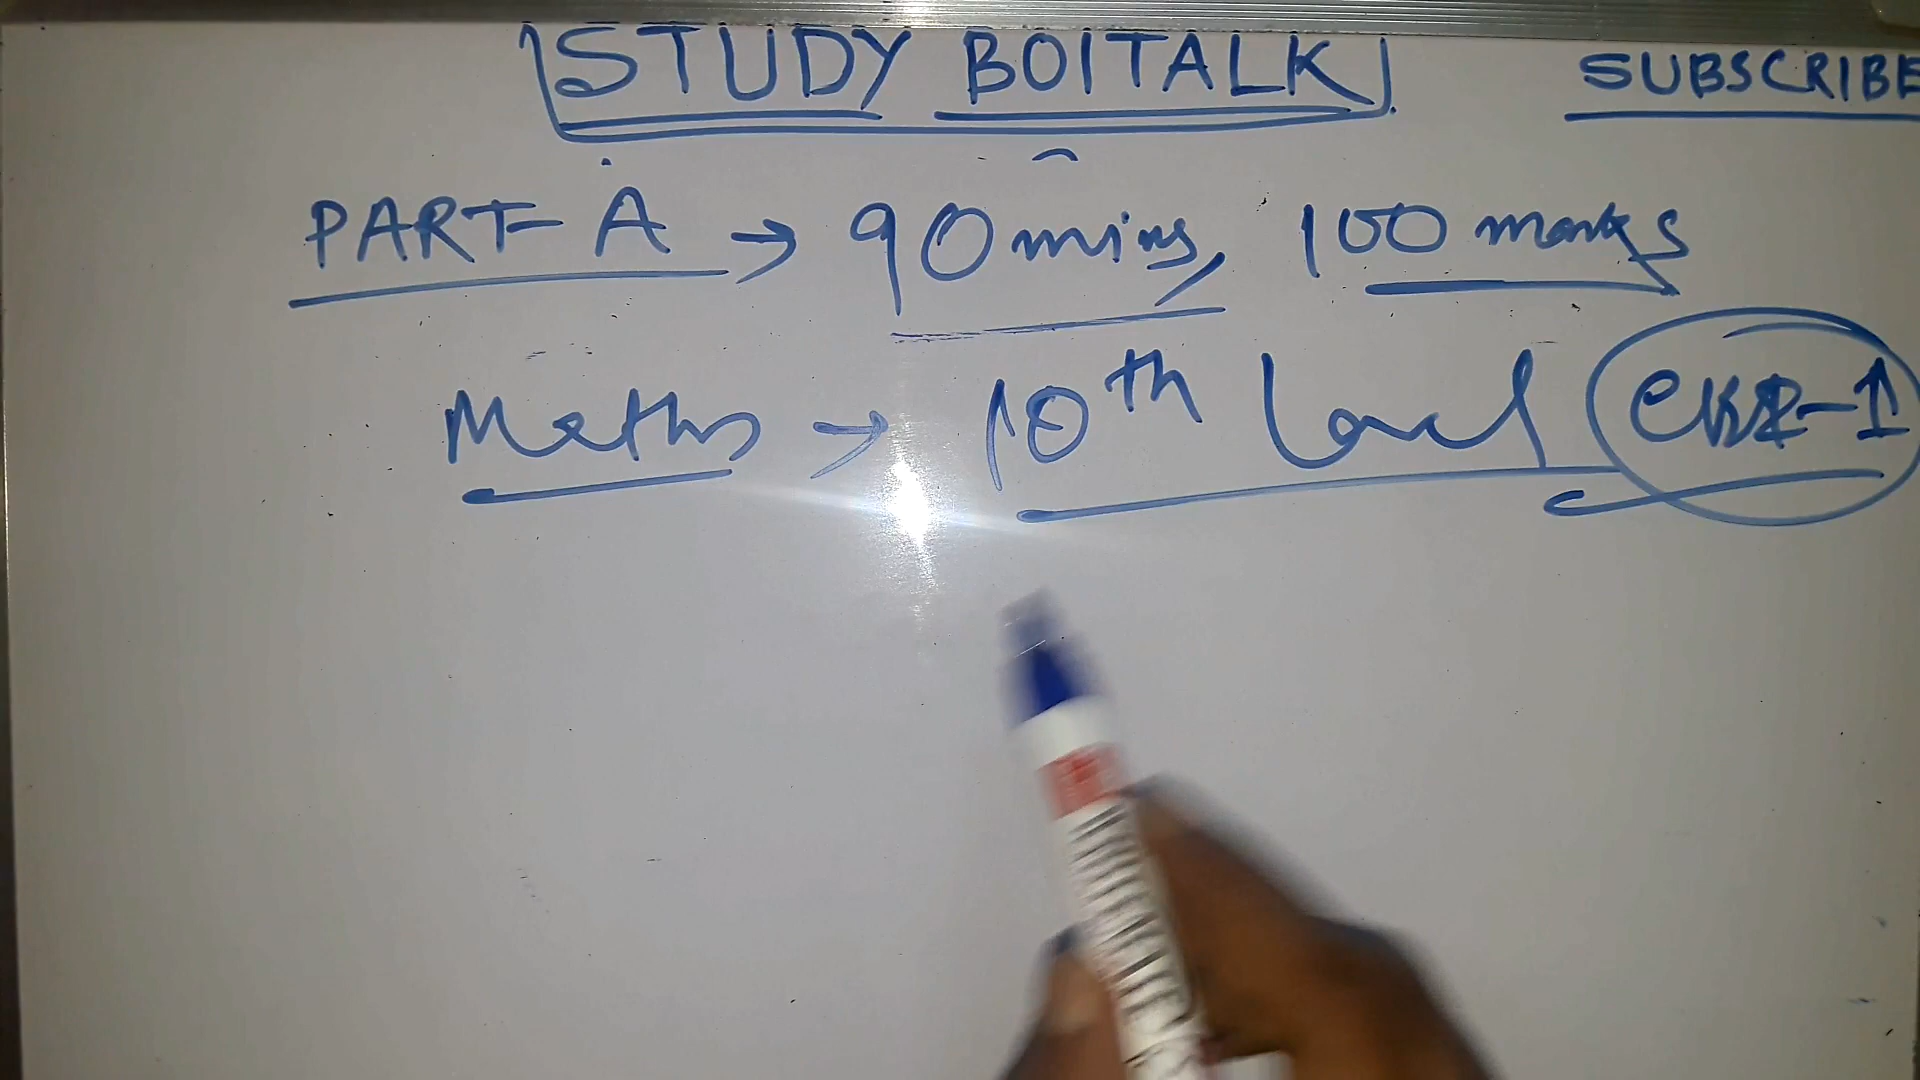 STUDY BOITALK
SUBSCRIBE
PART-A → 90 mins, 100 marks
Maths → 10th level